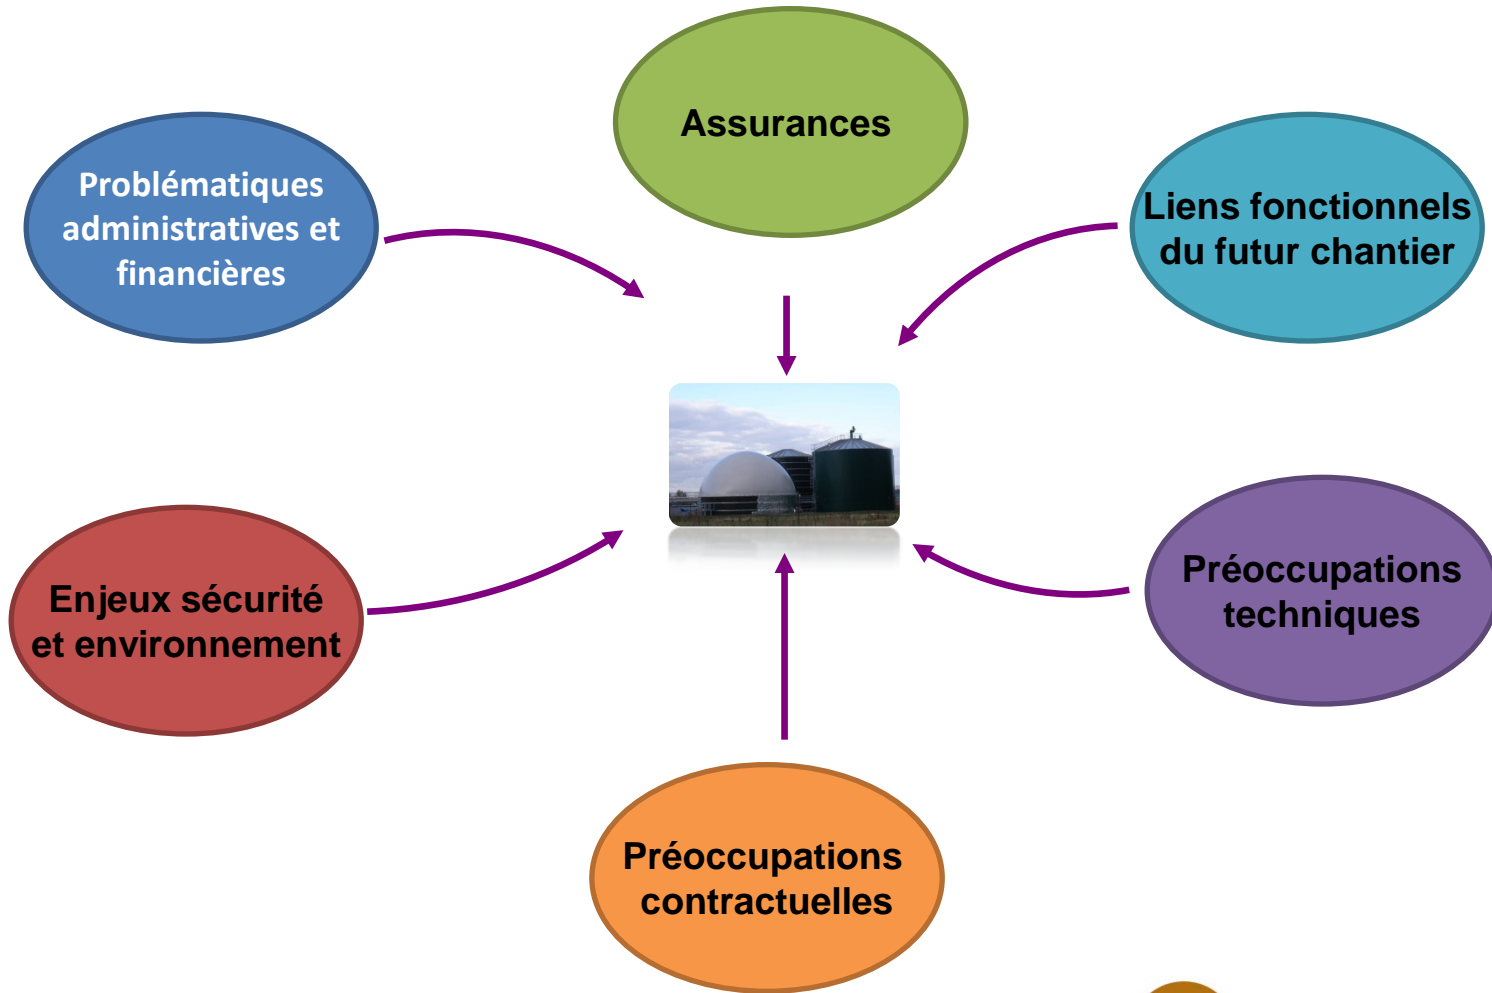 Assurances
Problématiques
administratives et
financières
Liens fonctionnels
du futur chantier
Enjeux sécurité
et environnement
Préoccupations
techniques
Préoccupations
contractuelles